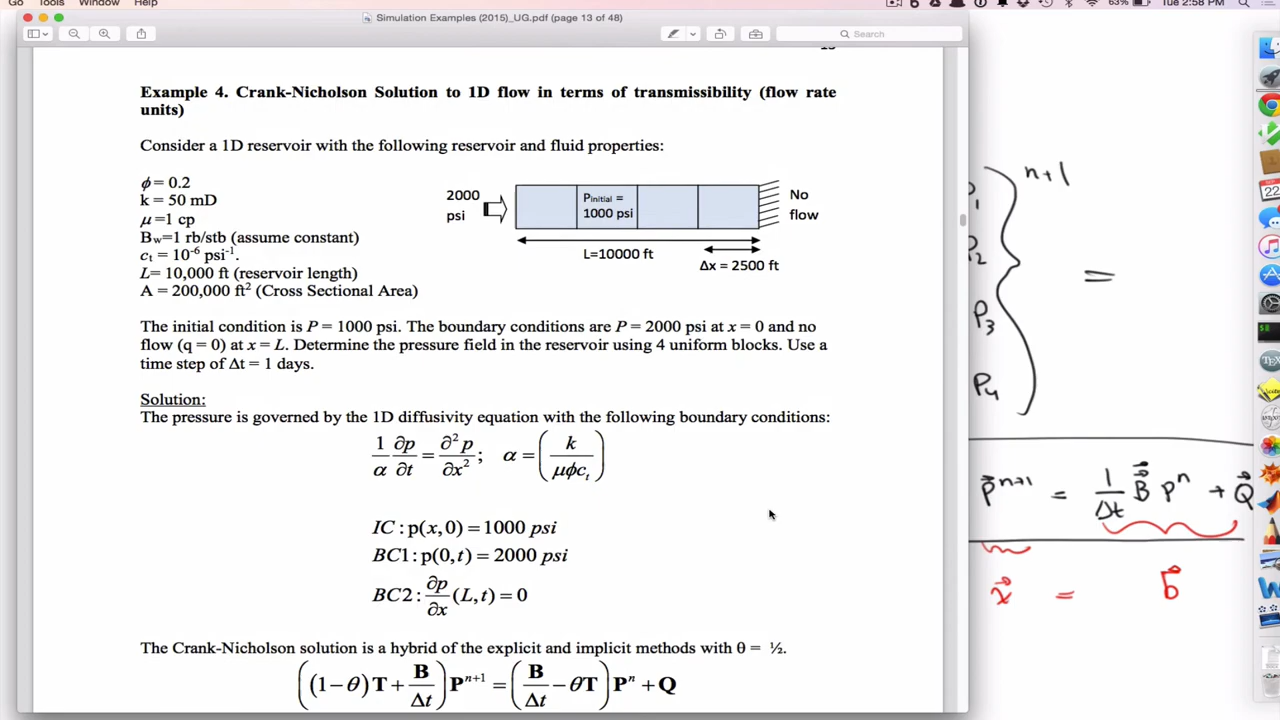 Go Tools Window Help
63% Tue 2:58 PM
Simulation Examples (2015)_UG.pdf (page 13 of 48)
Search
Example 4. Crank-Nicholson Solution to 1D flow in terms of transmissibility (flow rate
units)
Consider a 1D reservoir with the following reservoir and fluid properties:
ϕ = 0.2
k = 50 mD
μ =1 cp
B_w=1 rb/stb (assume constant)
c_t = 10^-6 psi^-1.
L= 10,000 ft (reservoir length)
A = 200,000 ft^2 (Cross Sectional Area)
2000
psi
P_initial =
1000 psi
No
flow
L=10000 ft
Δx = 2500 ft
The initial condition is P = 1000 psi. The boundary conditions are P = 2000 psi at x = 0 and no
flow (q = 0) at x = L. Determine the pressure field in the reservoir using 4 uniform blocks. Use a
time step of Δt = 1 days.
Solution:
The pressure is governed by the 1D diffusivity equation with the following boundary conditions:
1/α ∂p/∂t = ∂²p/∂x² ; α = (k/μϕc_t)
IC : p(x,0) = 1000 psi
BC1 : p(0,t) = 2000 psi
BC2 : ∂p/∂x (L,t) = 0
The Crank-Nicholson solution is a hybrid of the explicit and implicit methods with θ = ½.
((1−θ)T + B/Δt) P^n+1 = (B/Δt − θT) P^n + Q
P1
P2
P3
P4
n+1
=
P^n+1 = 1/Δt B P^n + Q
x = b